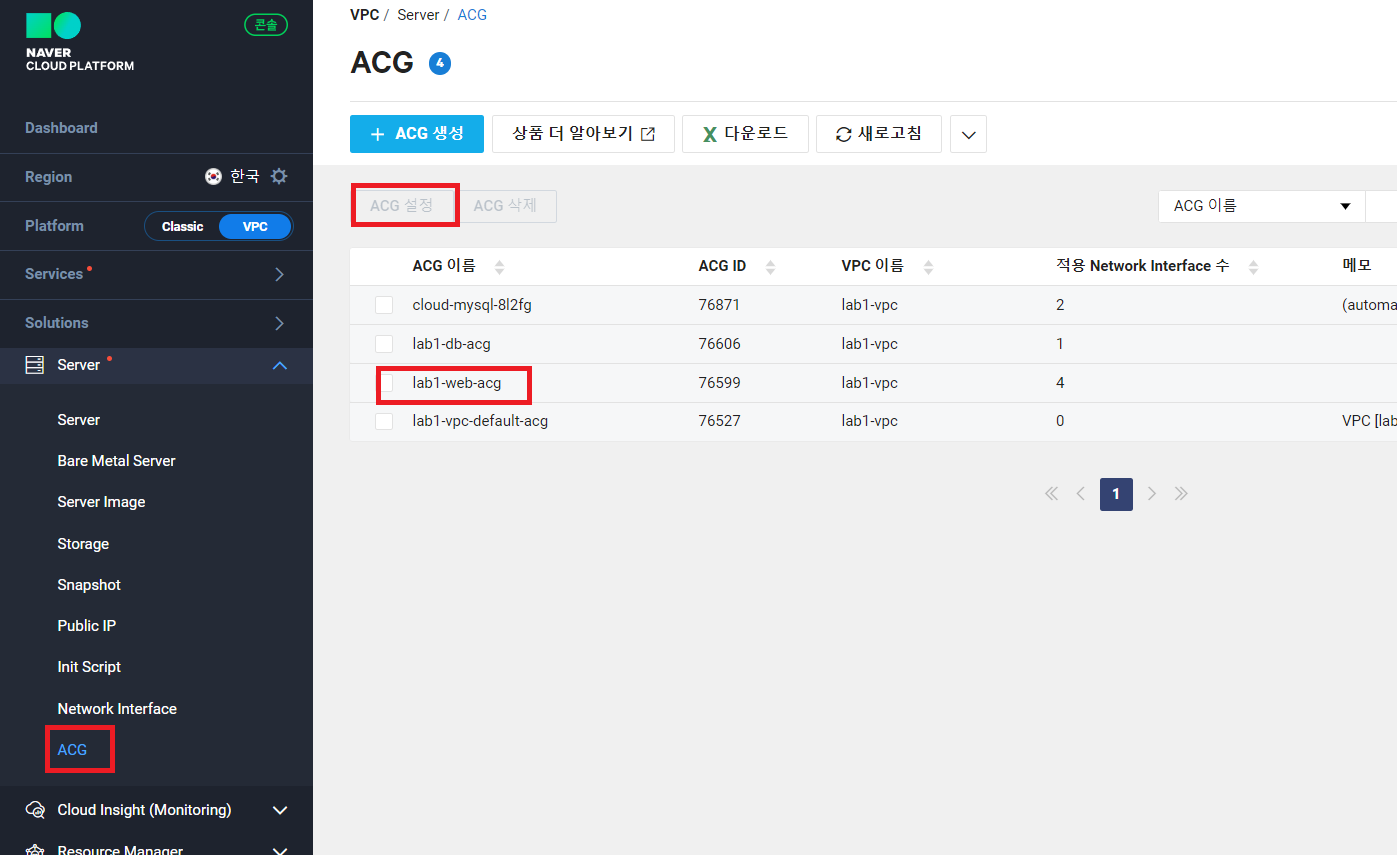 NAVER
CLOUD PLATFORM
콘솔
Dashboard
Region 한국
Platform Classic VPC
Services
Solutions
Server
Server
Bare Metal Server
Server Image
Storage
Snapshot
Public IP
Init Script
Network Interface
ACG
Cloud Insight (Monitoring)
Resource Manager
VPC / Server / ACG
ACG 4
+ ACG 생성 상품 더 알아보기 다운로드 새로고침
ACG 설정 ACG 삭제 ACG 이름
ACG 이름 ACG ID VPC 이름 적용 Network Interface 수 메모
cloud-mysql-8l2fg 76871 lab1-vpc 2 (automa
lab1-db-acg 76606 lab1-vpc 1
lab1-web-acg 76599 lab1-vpc 4
lab1-vpc-default-acg 76527 lab1-vpc 0 VPC [lab
1